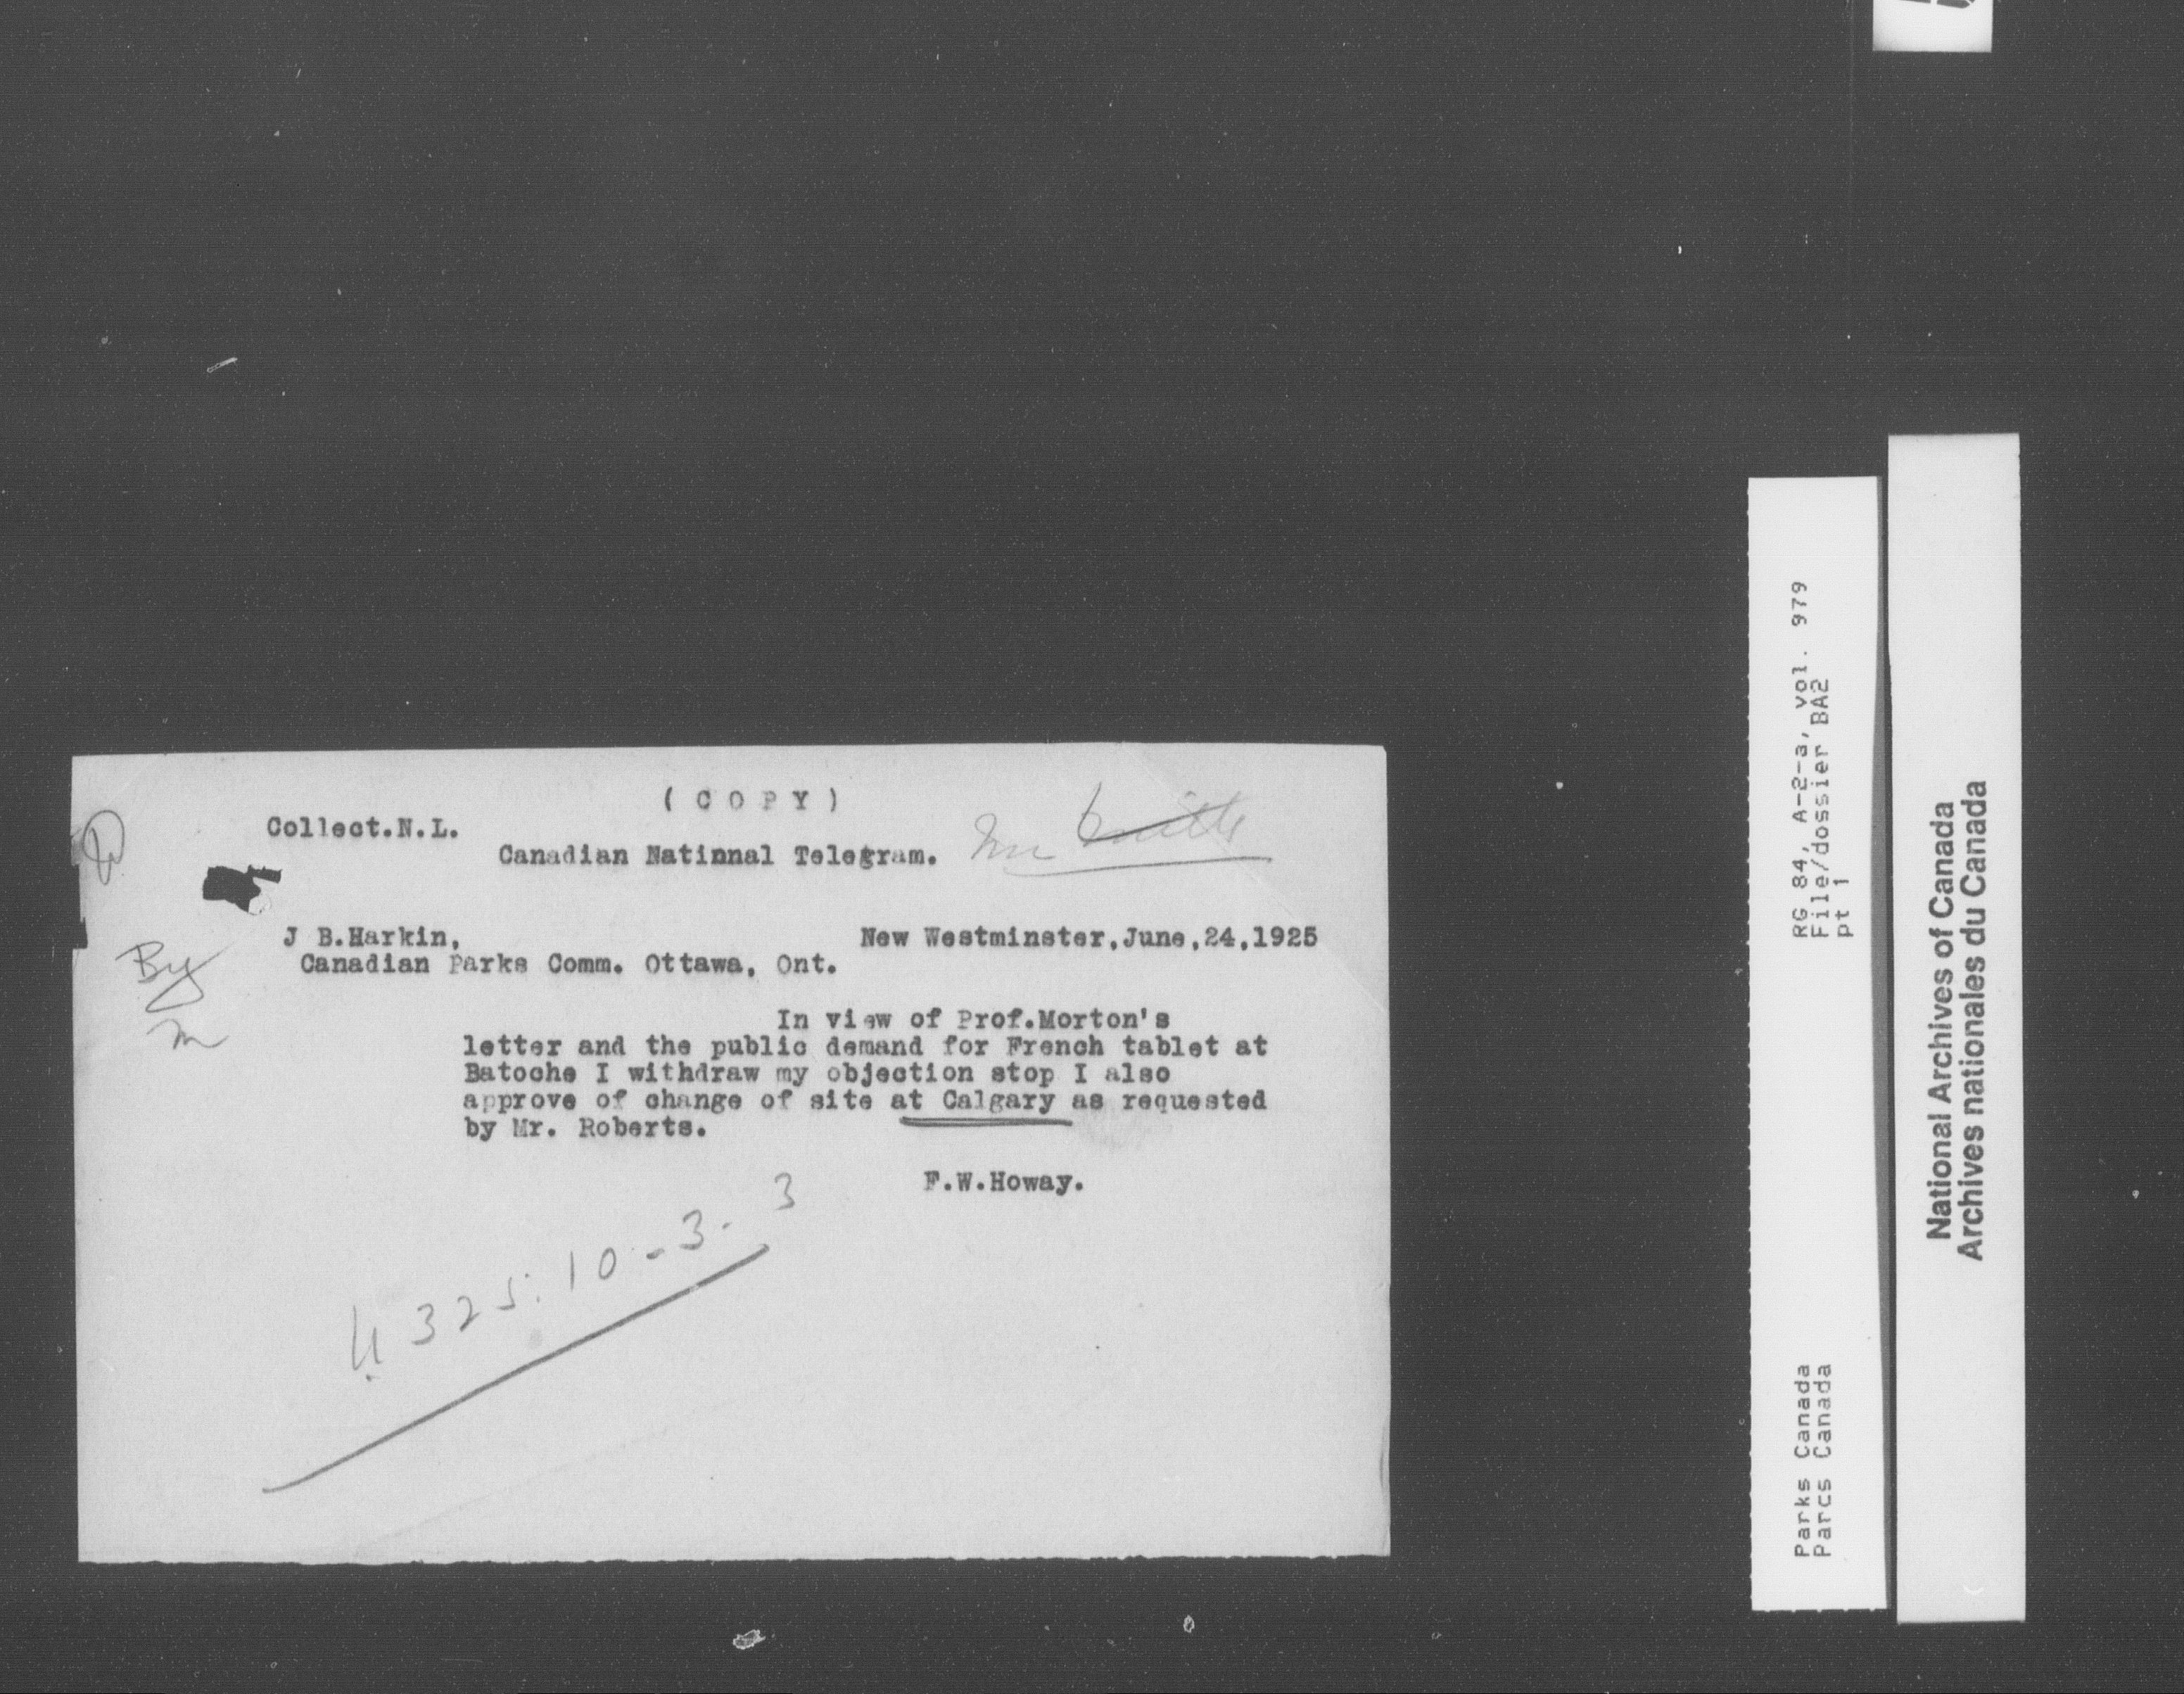 ( C O P Y )
Collect.N.L.
Canadian Natinnal Telegram.
Mr
J B.Harkin,
New Westminster,June,24,1925
Canadian Parks Comm. Ottawa, Ont.
By
m
In view of Prof.Morton's
letter and the public demand for French tablet at
Batoche I withdraw my objection stop I also
approve of change of site at Calgary as requested
by Mr. Roberts.
F.W.Howay.
4325.10-3-3
RG 84, A-2-a, vol. 979
File/dossier BA2
pt 1
Parks Canada
Parcs Canada
National Archives of Canada
Archives nationales du Canada